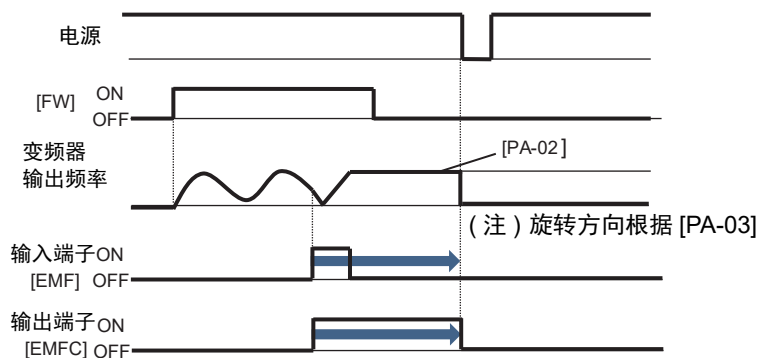 电源
[FW] ON
OFF
变频器
输出频率
[PA-02]
(注)旋转方向根据 [PA-03]
输入端子ON
[EMF] OFF
输出端子ON
[EMFC] OFF